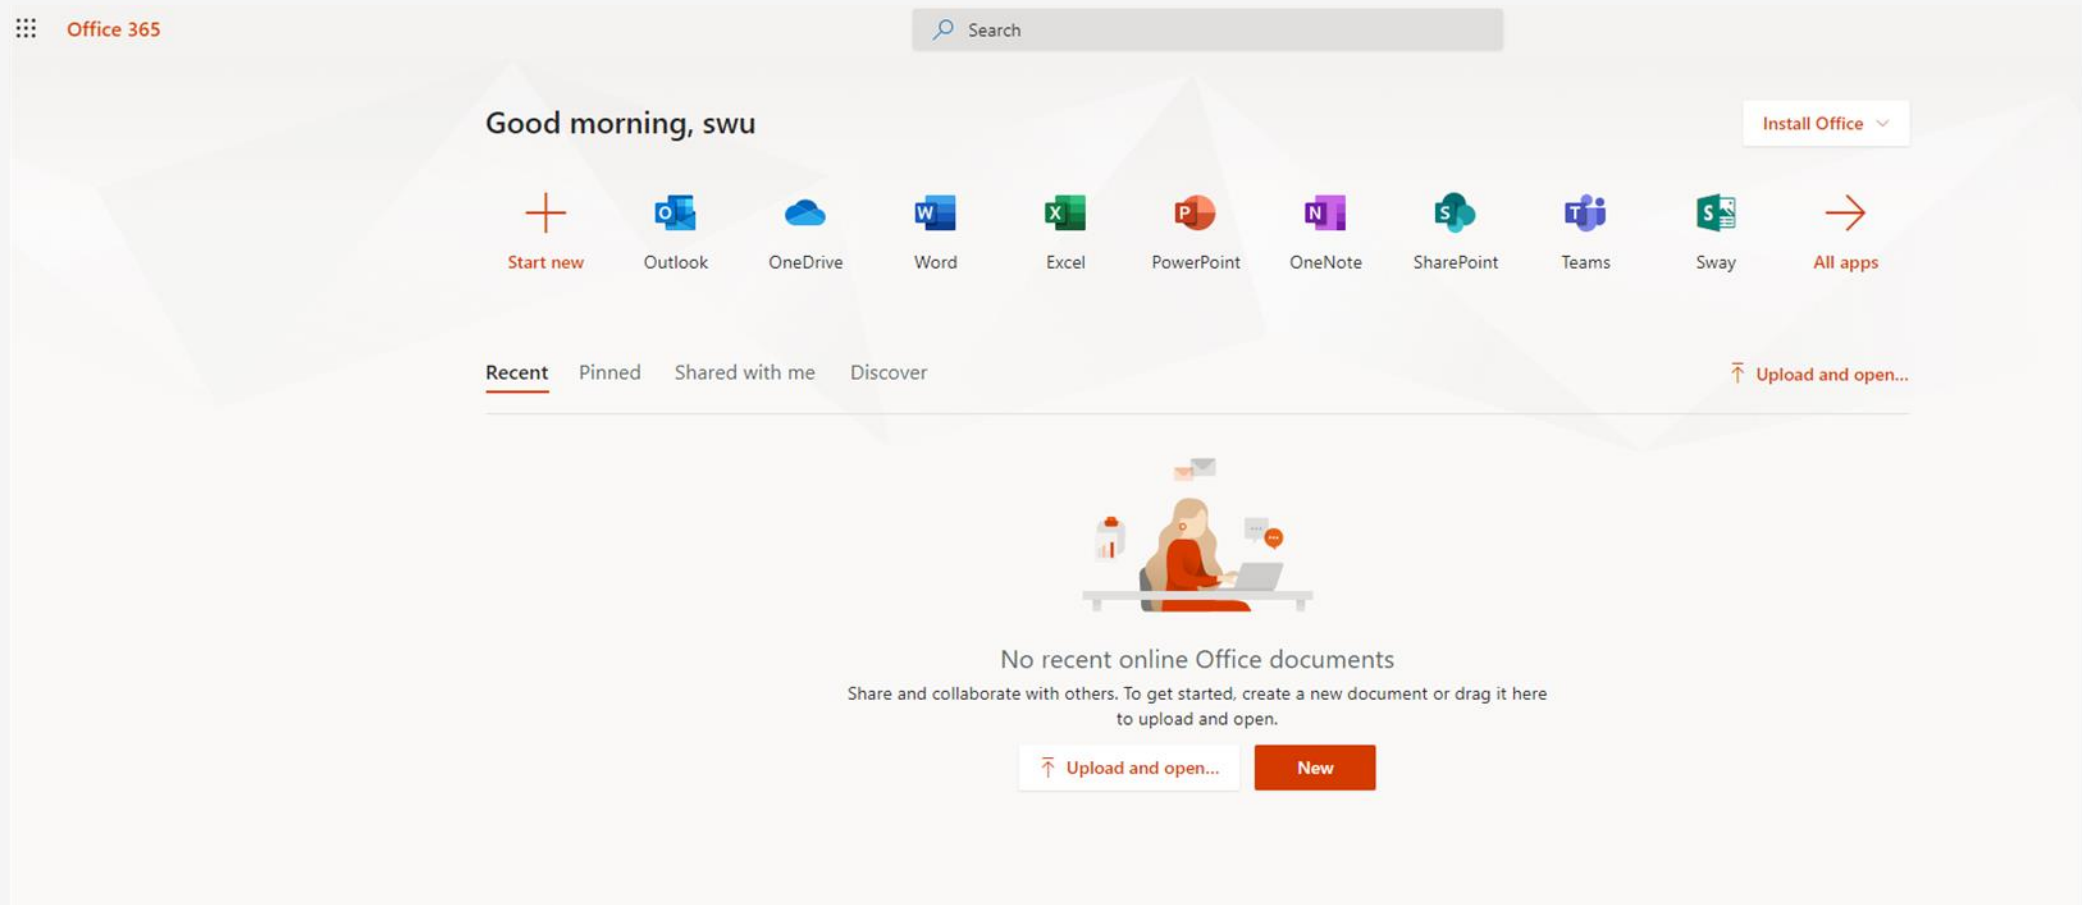 Office 365
Search
Good morning, swu
Install Office
Start new
Outlook
OneDrive
Word
Excel
PowerPoint
OneNote
SharePoint
Teams
Sway
All apps
Recent
Pinned
Shared with me
Discover
Upload and open...
No recent online Office documents
Share and collaborate with others. To get started, create a new document or drag it here
to upload and open.
Upload and open...
New